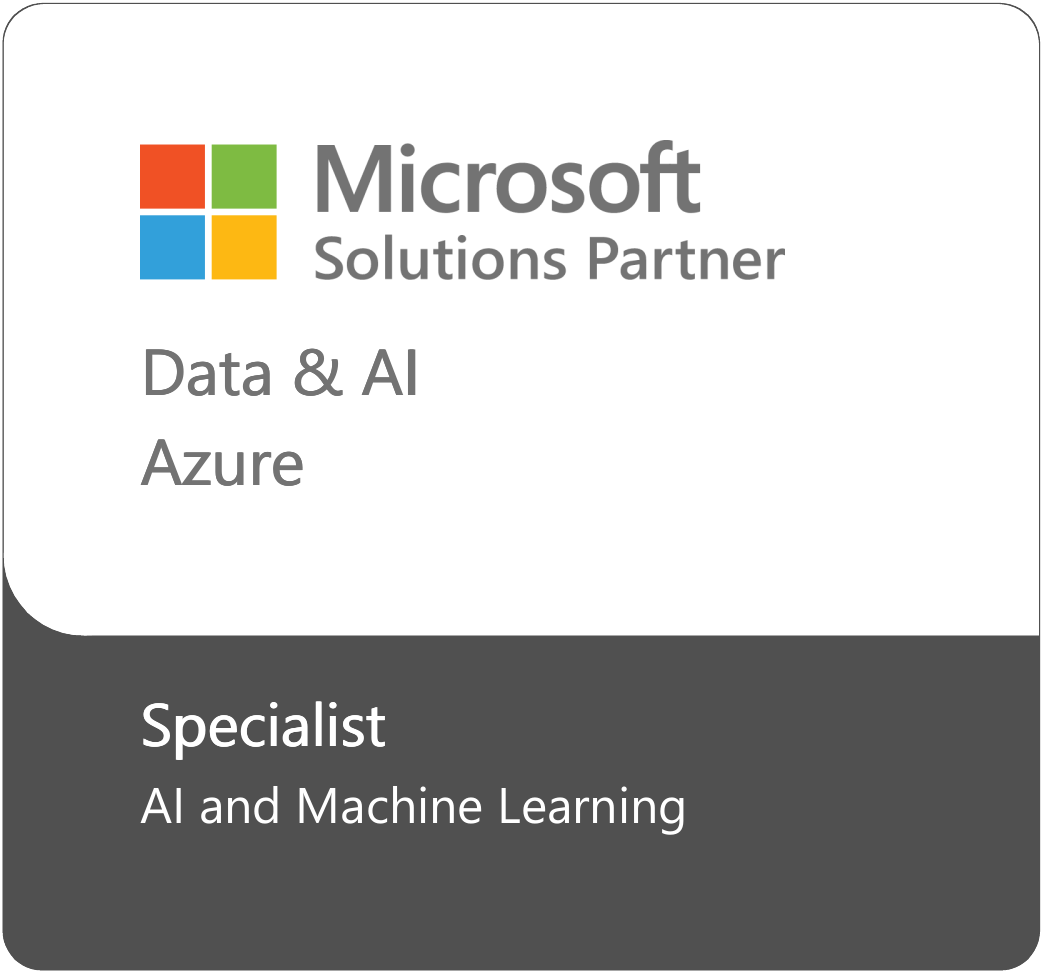 Microsoft
Solutions Partner
Data & AI
Azure
Specialist
AI and Machine Learning